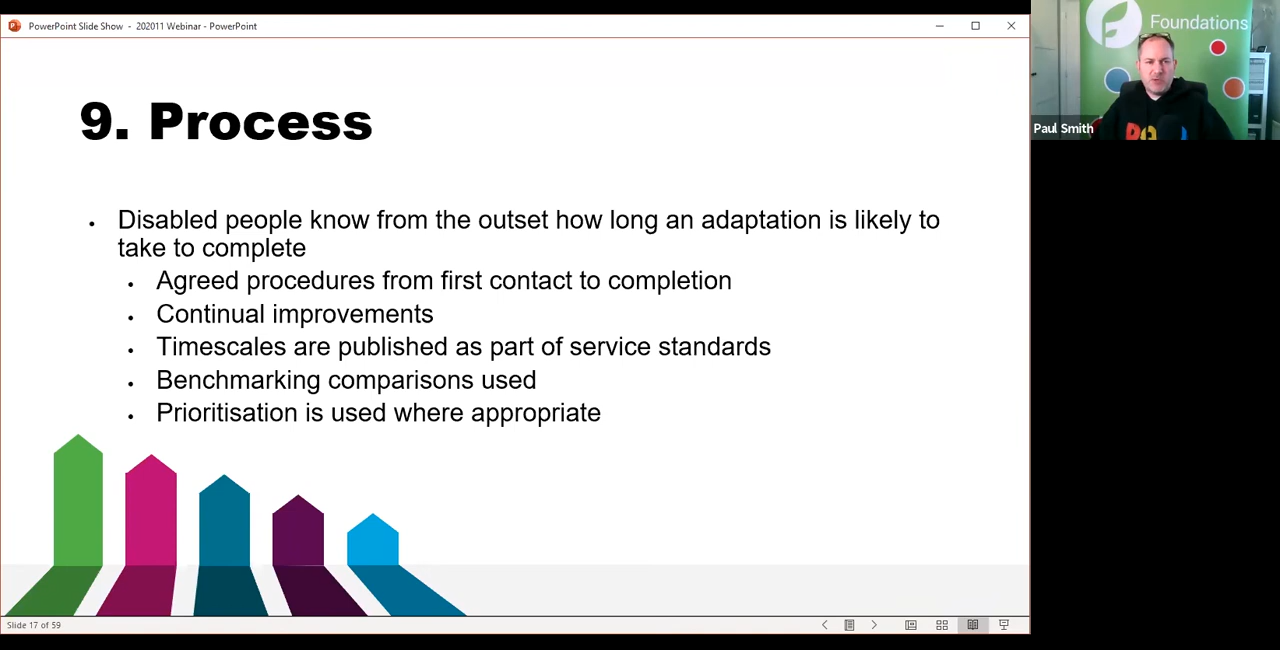 PowerPoint Slide Show - 202011 Webinar - PowerPoint
Foundations
Paul Smith
9. Process
• Disabled people know from the outset how long an adaptation is likely to
take to complete
• Agreed procedures from first contact to completion
• Continual improvements
• Timescales are published as part of service standards
• Benchmarking comparisons used
• Prioritisation is used where appropriate
Slide 17 of 59